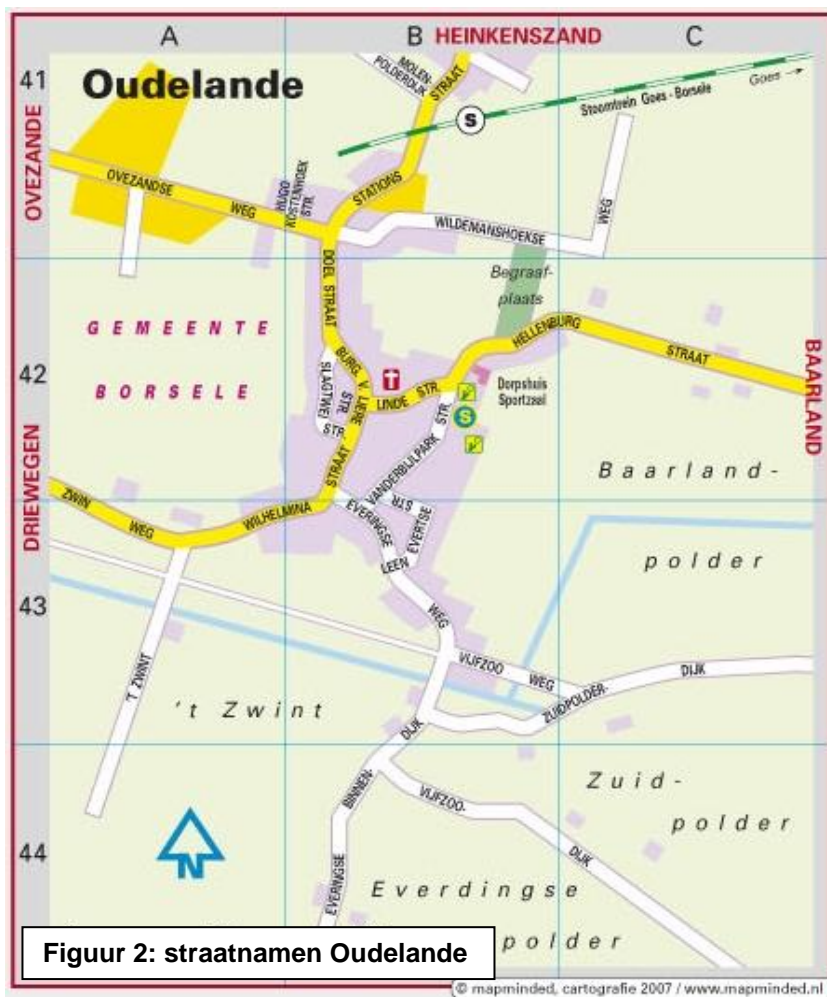 A
B
HEINKENSZAND
C
41
Oudelande
MOLEN-
POLDERDIJK
STRAAT
S
Stoomtrein Goes - Borsele
Goes →
OVEZANDE
OVEZANDSE
WEG
HUGO
KOSTENHOEK
STR.
STATIONS
WILDEMANSHOEKSE
WEG
DOEL STRAAT
Begraaf-
plaats
GEMEENTE
BORSELE
42
HELLENBURG
STRAAT
BAARLAND
BURG. V. LIERE
STR.
SLAGTWEI
STR.
LINDE STR.
Dorpshuis
Sportzaal
S
VANDERBIJLPARK STR.
STRAAT
Baarland-
polder
DRIEWEGEN
ZWIN
WEG
WILHELMINA
EVERINGSE
STR.
EVERTSE
LEEN
WEG
43
VIJFZOO WEG
'T ZWINT
't Zwint
ZUIDPOLDER-
DIJK
DIJK
BINNEN-
EVERINGSE
VIJFZOO-
DIJK
Zuid-
polder
44
N
Everdingse
polder
Figuur 2: straatnamen Oudelande
© mapminded, cartografie 2007 / www.mapminded.nl